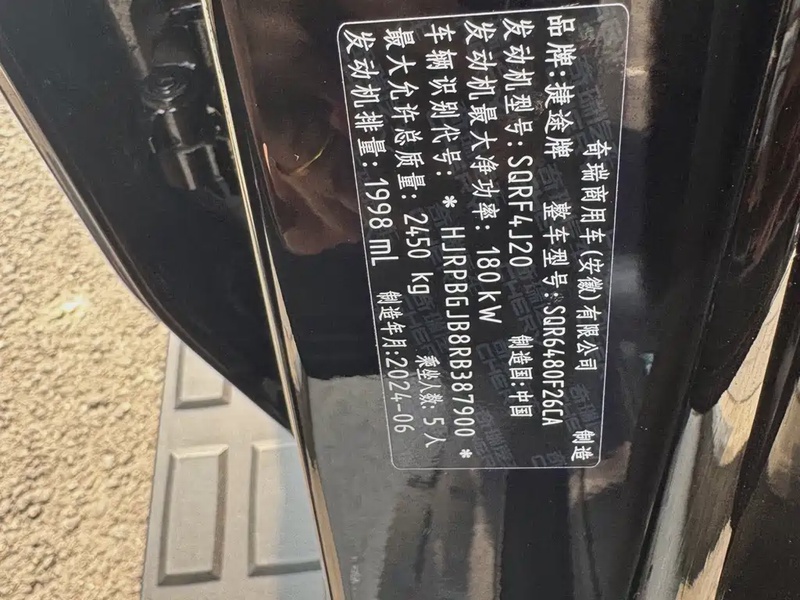 奇瑞商用车(安徽)有限公司 制造
品牌:捷途牌 整车型号:SQR6480F26CA
发动机型号:SQRF4J20 制造国:中国
发动机最大净功率: 180 kW
车辆识别代号: * HJRPBGJB8RB387900 *
最大允许总质量: 2450 kg 乘坐人数: 5 人
发动机排量: 1998 mL 制造年月:2024-06